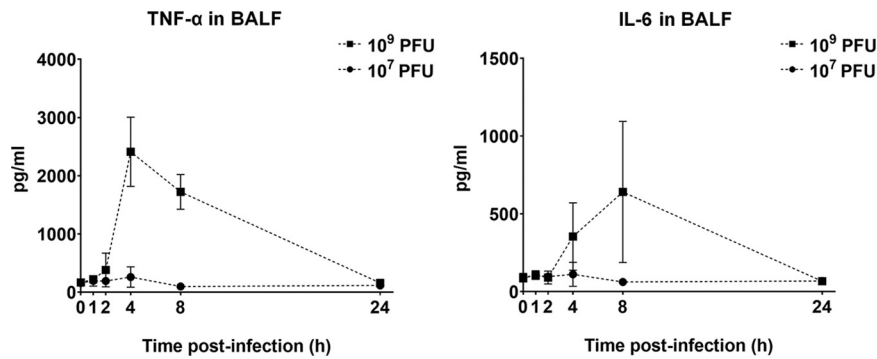 TNF-α in BALF
10⁹ PFU
10⁷ PFU
4000
3000
2000
1000
0
pg/ml
0 1 2 4 8 24
Time post-infection (h)
IL-6 in BALF
10⁹ PFU
10⁷ PFU
1500
1000
500
0
pg/ml
0 1 2 4 8 24
Time post-infection (h)